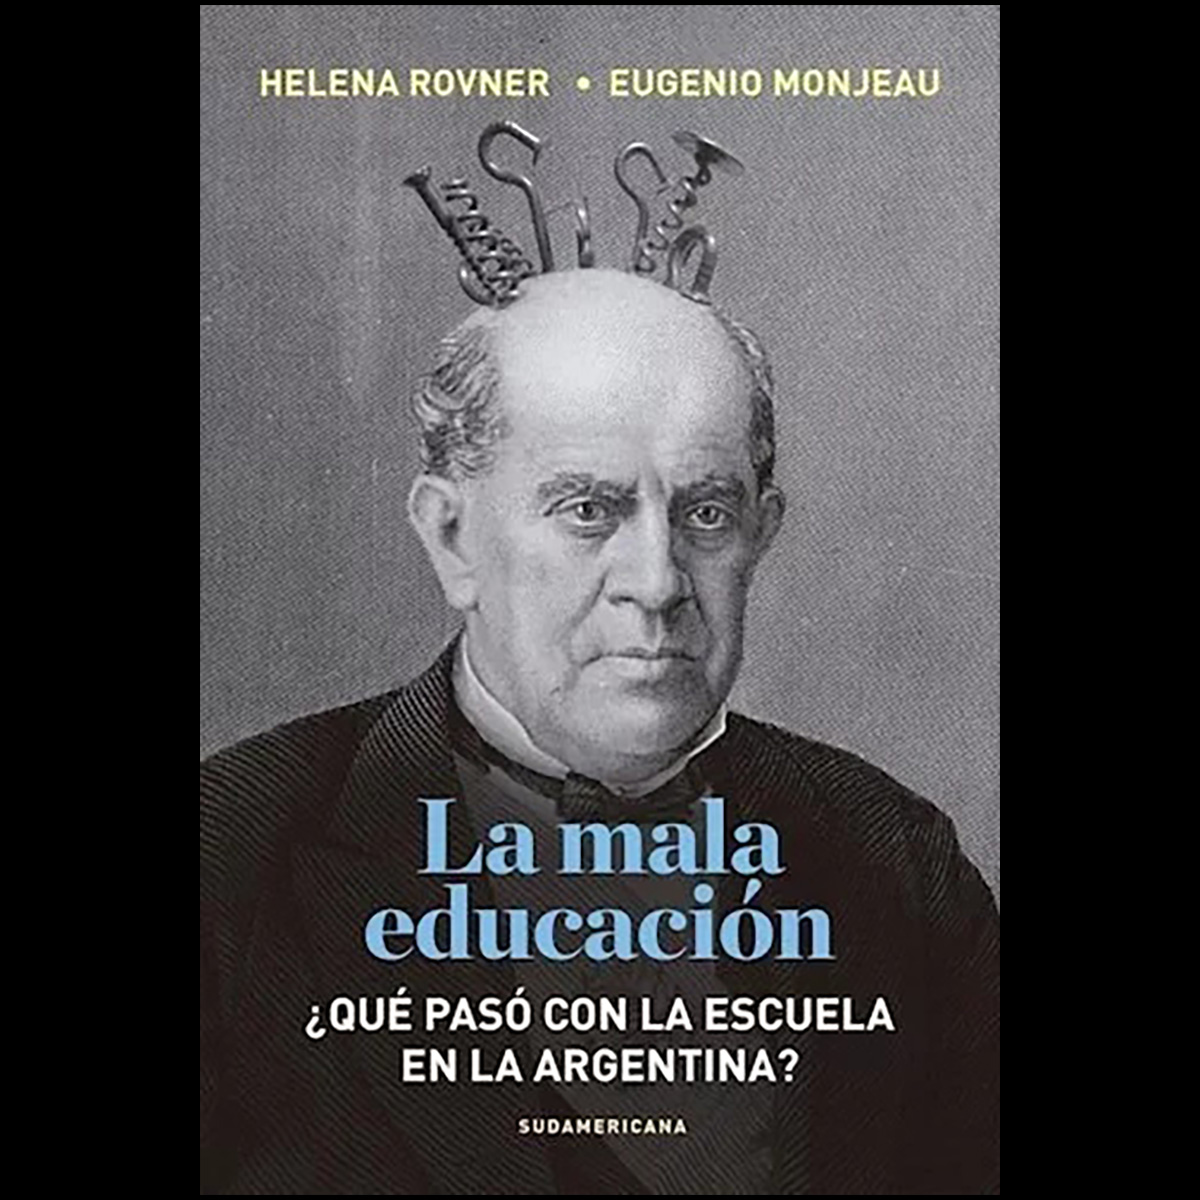 HELENA ROVNER • EUGENIO MONJEAU
La mala
educación
¿QUÉ PASÓ CON LA ESCUELA
EN LA ARGENTINA?
SUDAMERICANA